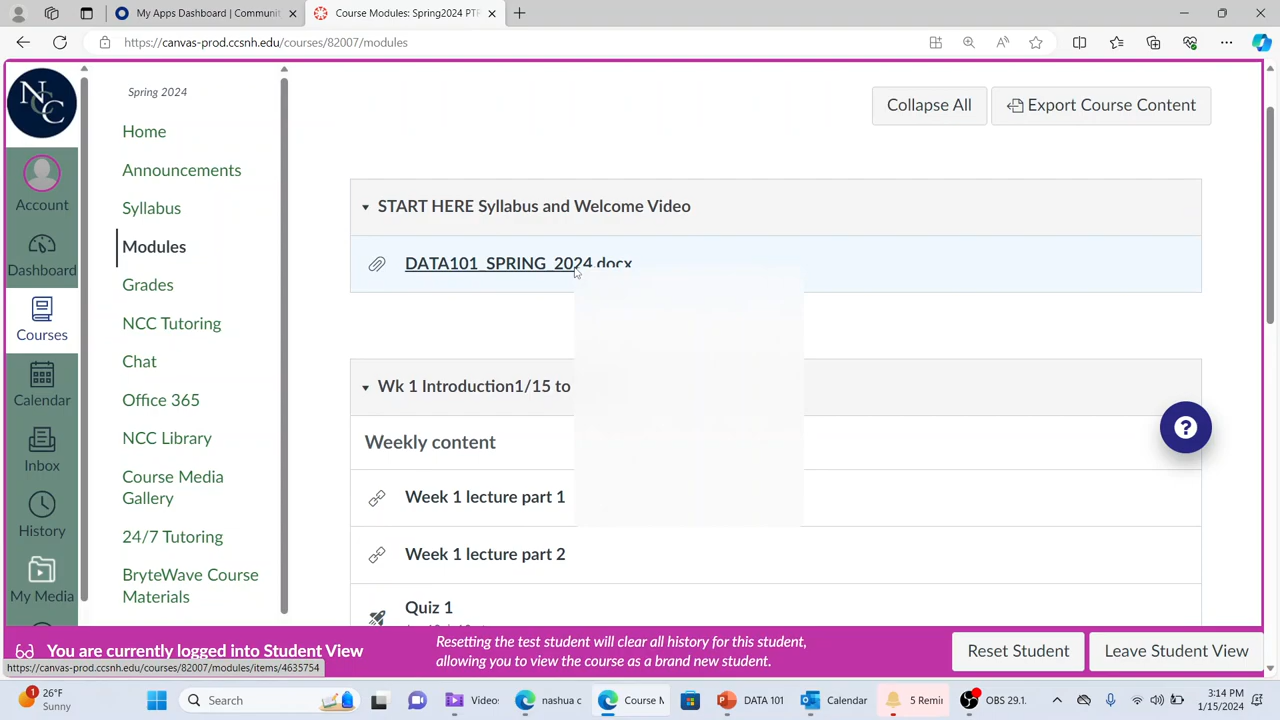 My Apps Dashboard | Communit
Course Modules: Spring2024 PTR
https://canvas-prod.ccsnh.edu/courses/82007/modules
NCC
Account
Dashboard
Courses
Calendar
Inbox
History
My Media
Spring 2024
Home
Announcements
Syllabus
Modules
Grades
NCC Tutoring
Chat
Office 365
NCC Library
Course Media
Gallery
24/7 Tutoring
BryteWave Course
Materials
Collapse All
Export Course Content
START HERE Syllabus and Welcome Video
DATA101_SPRING_2024.docx
Wk 1 Introduction1/15 to
Weekly content
Week 1 lecture part 1
Week 1 lecture part 2
Quiz 1
You are currently logged into Student View
Resetting the test student will clear all history for this student,
allowing you to view the course as a brand new student.
Reset Student
Leave Student View
https://canvas-prod.ccsnh.edu/courses/82007/modules/items/4635754
1
26°F
Sunny
Search
Video
nashua c
Course M
DATA 101
Calendar
5 Remi
OBS 29.1
3:14 PM
1/15/2024